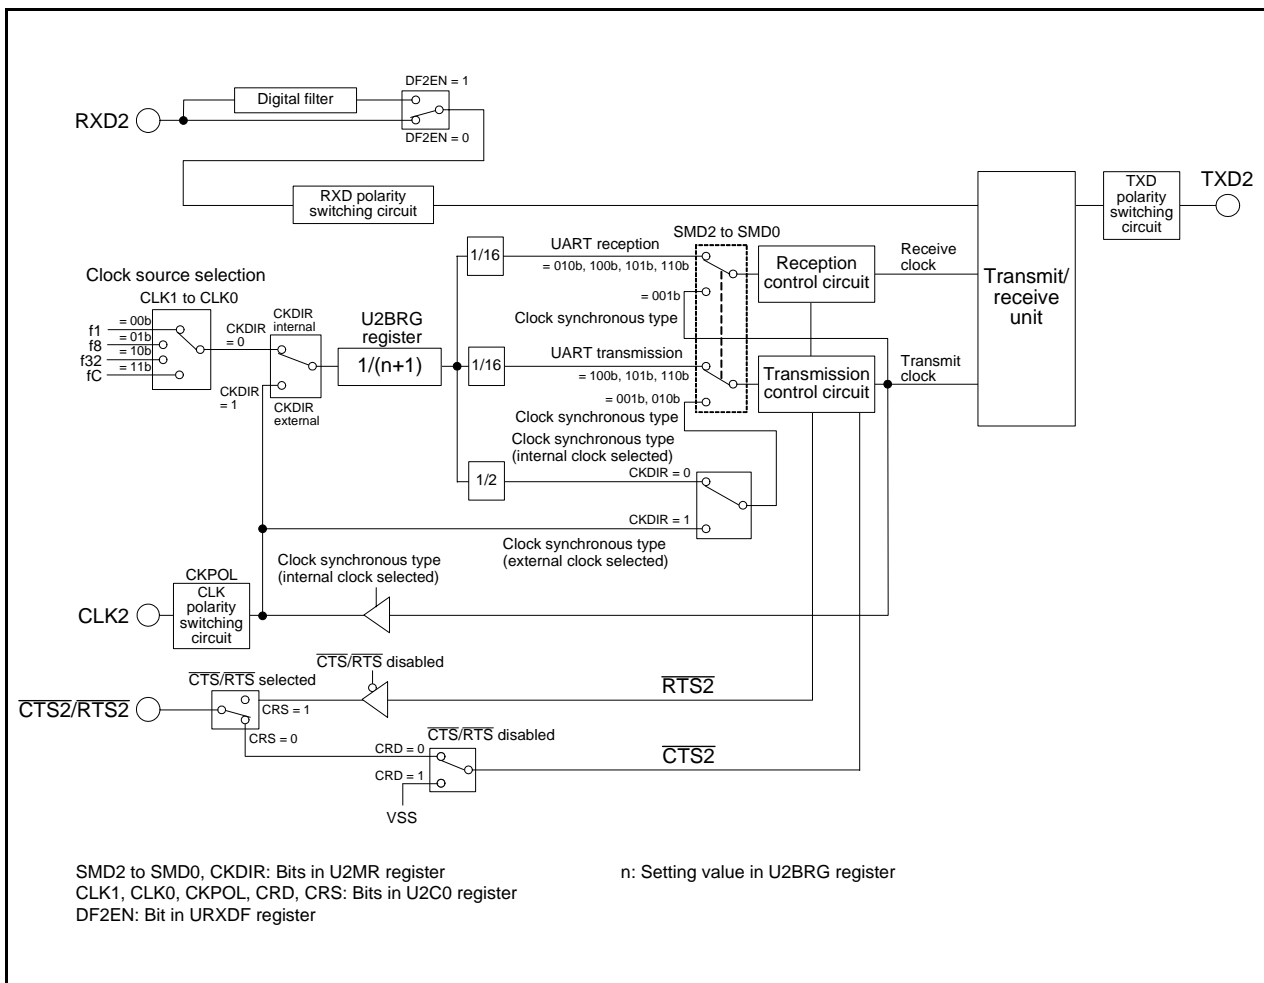 DF2EN = 1
Digital filter
RXD2
DF2EN = 0
RXD polarity
switching circuit
TXD
polarity
switching
circuit
TXD2
SMD2 to SMD0
1/16
UART reception
= 010b, 100b, 101b, 110b
Reception
control circuit
Receive
clock
Transmit/
receive
unit
Clock source selection
CLK1 to CLK0
= 00b
f1
= 01b
f8
= 10b
f32
= 11b
fC
CKDIR
= 0
CKDIR
internal
CKDIR
= 1
CKDIR
external
U2BRG
register
1/(n+1)
= 001b
Clock synchronous type
1/16
UART transmission
= 100b, 101b, 110b
Transmission
control circuit
Transmit
clock
= 001b, 010b
Clock synchronous type
Clock synchronous type
(internal clock selected)
1/2
CKDIR = 0
CKDIR = 1
Clock synchronous type
(external clock selected)
Clock synchronous type
(internal clock selected)
CKPOL
CLK2
CLK
polarity
switching
circuit
CTS/RTS disabled
CTS/RTS selected
RTS2
CTS2/RTS2
CRS = 1
CRS = 0
CTS/RTS disabled
CRD = 0
CTS2
CRD = 1
VSS
SMD2 to SMD0, CKDIR: Bits in U2MR register
n: Setting value in U2BRG register
CLK1, CLK0, CKPOL, CRD, CRS: Bits in U2C0 register
DF2EN: Bit in URXDF register